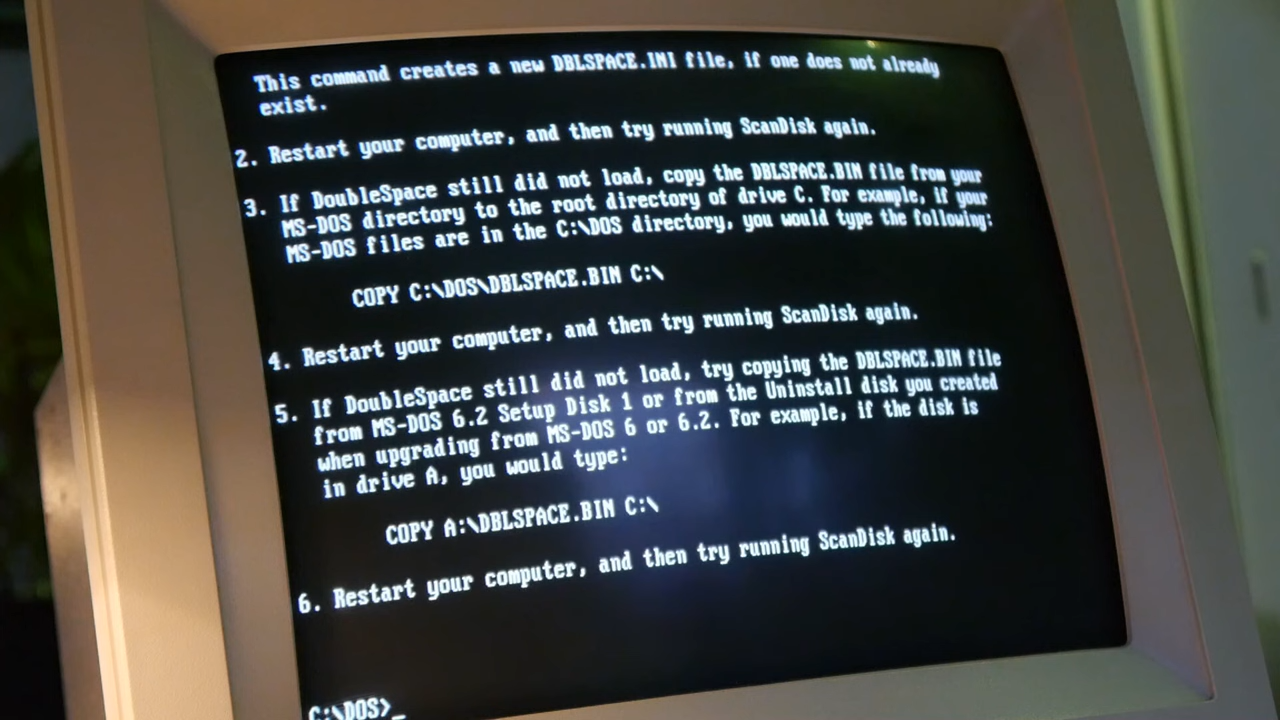 This command creates a new DBLSPACE.INI file, if one does not already
exist.
2. Restart your computer, and then try running ScanDisk again.
3. If DoubleSpace still did not load, copy the DBLSPACE.BIN file from your
MS-DOS directory to the root directory of drive C. For example, if your
MS-DOS files are in the C:\DOS directory, you would type the following:
COPY C:\DOS\DBLSPACE.BIN C:\
4. Restart your computer, and then try running ScanDisk again.
5. If DoubleSpace still did not load, try copying the DBLSPACE.BIN file
from MS-DOS 6.2 Setup Disk 1 or from the Uninstall disk you created
when upgrading from MS-DOS 6 or 6.2. For example, if the disk is
in drive A, you would type:
COPY A:\DBLSPACE.BIN C:\
6. Restart your computer, and then try running ScanDisk again.
C:\DOS>_